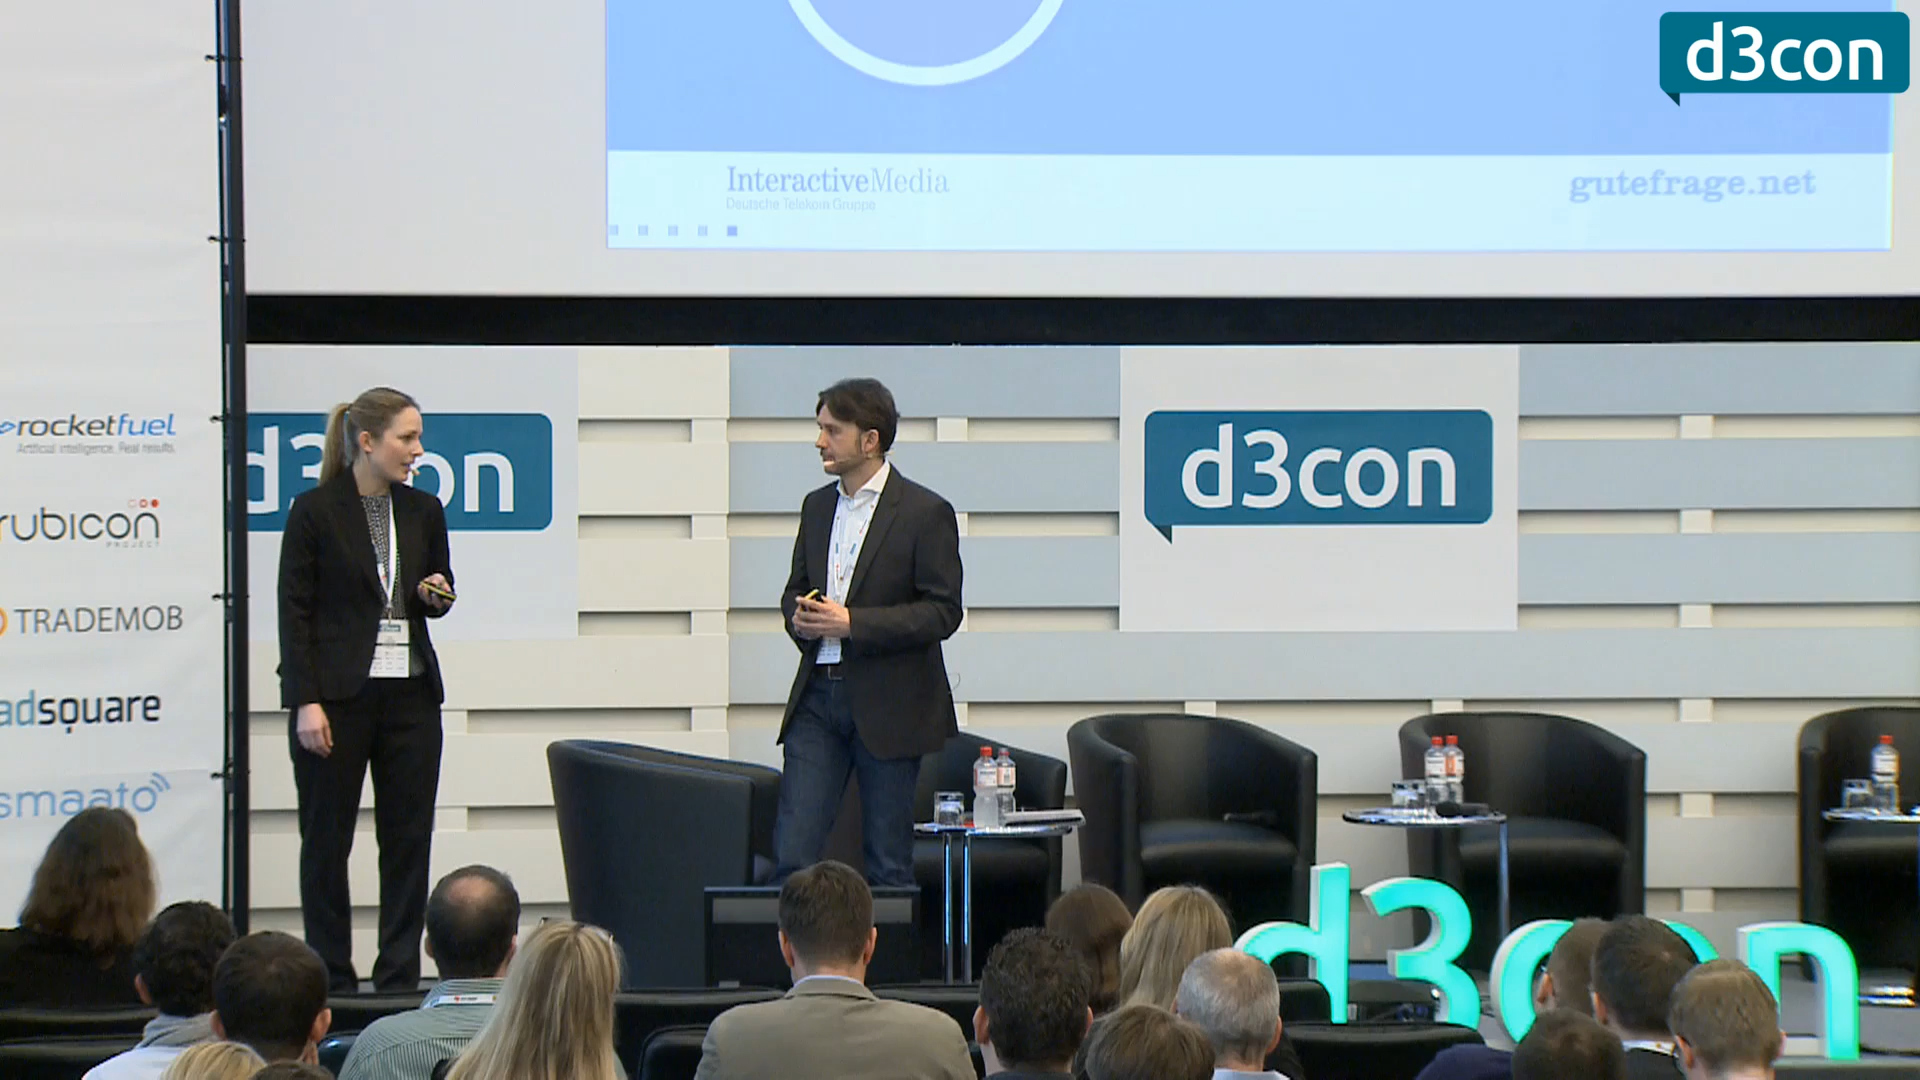 d3con
InteractiveMedia
Deutsche Telekom Gruppe
gutefrage.net
rocketfuel
Artificial intelligence. Real results.
rubicon
PROJECT
TRADEMOB
adsquare
smaato
d3con
d3con
d3con